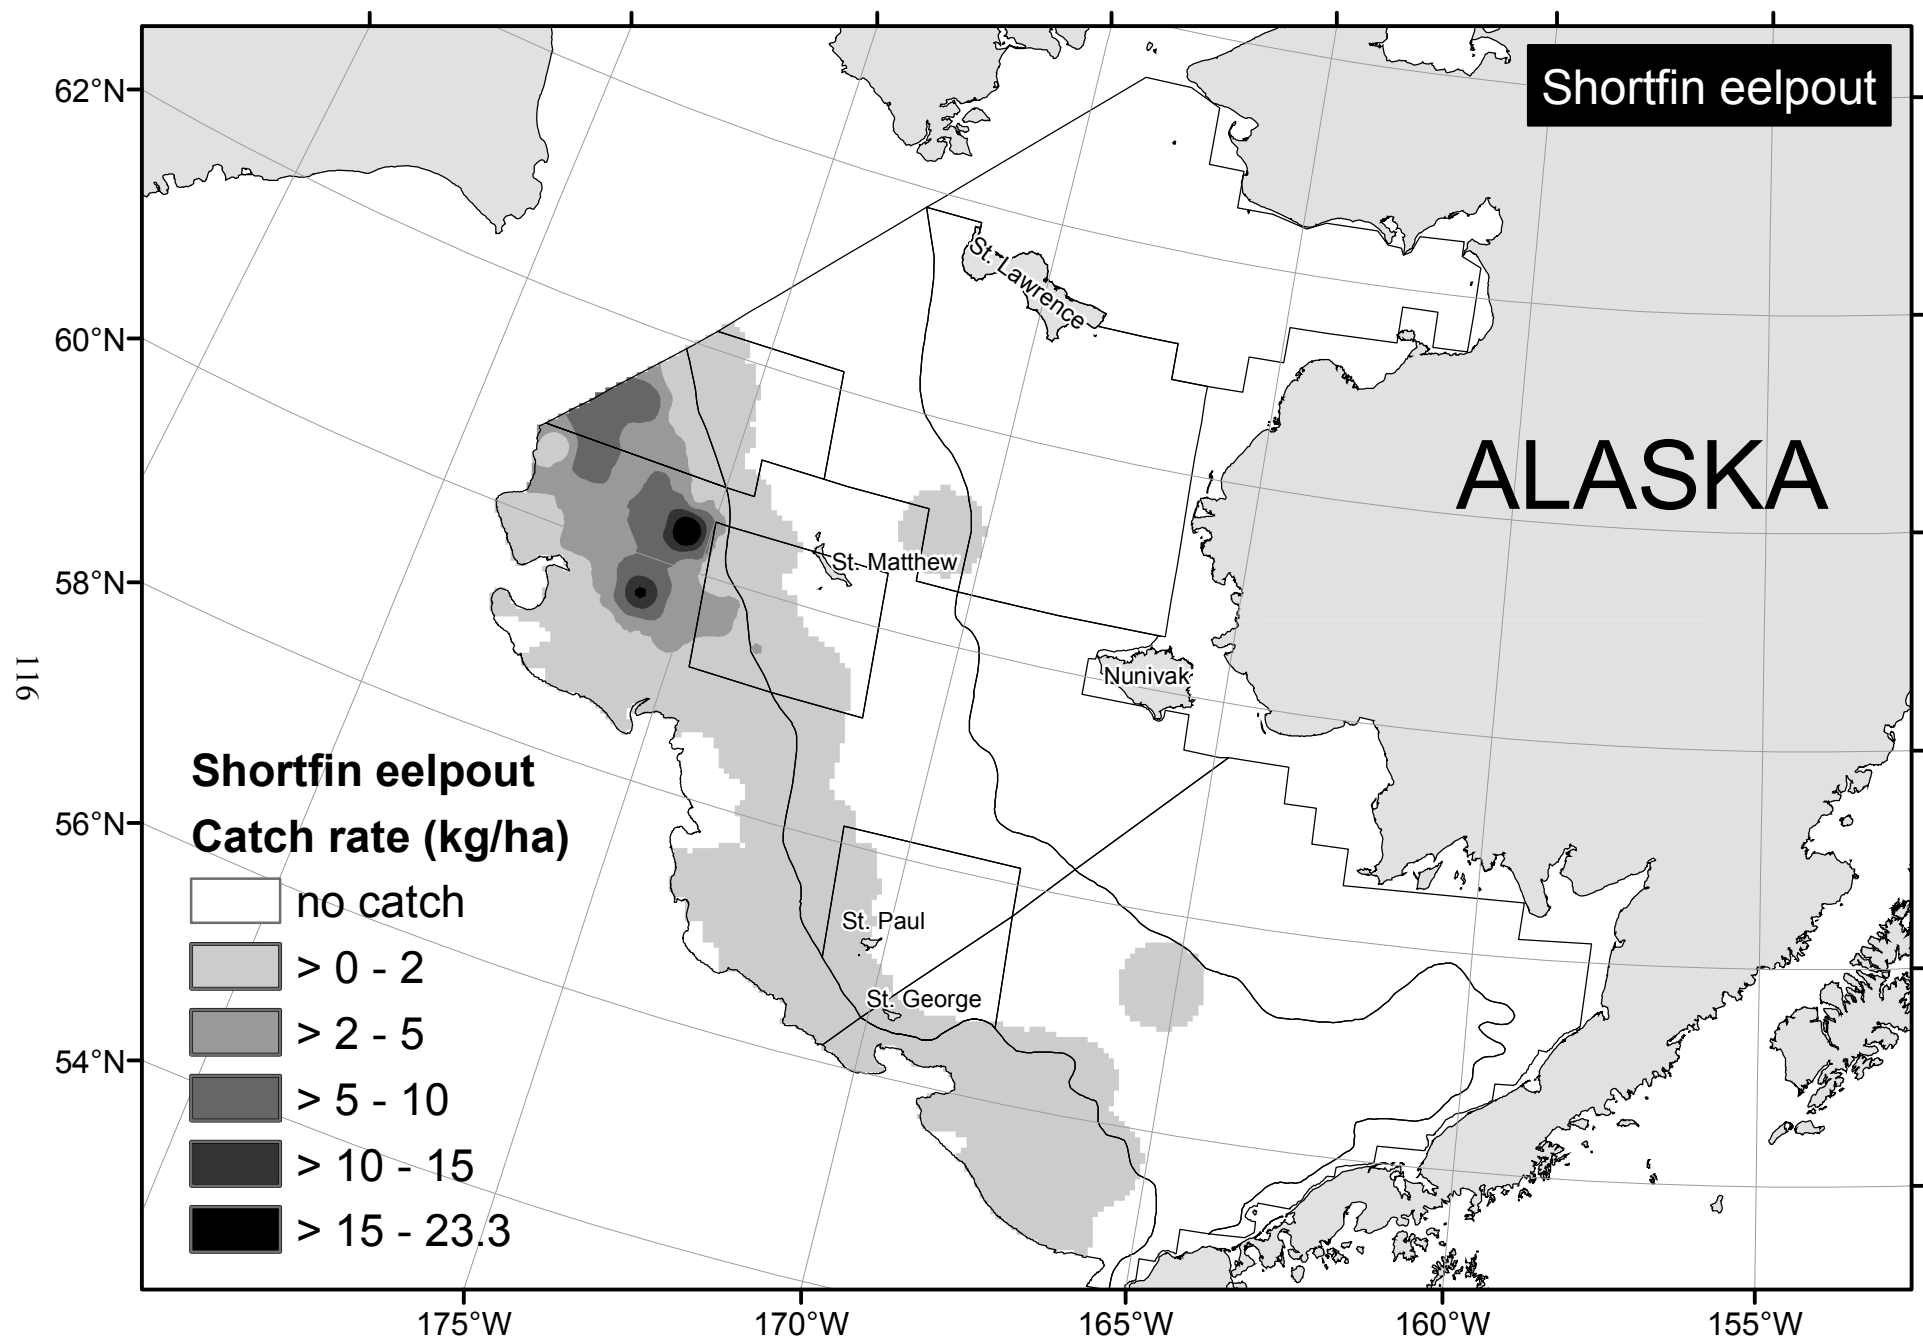 Shortfin eelpout
62°N
60°N
58°N
56°N
54°N
St. Lawrence
ALASKA
St. Matthew
Nunivak
St. Paul
St. George
116
Shortfin eelpout
Catch rate (kg/ha)
no catch
> 0 - 2
> 2 - 5
> 5 - 10
> 10 - 15
> 15 - 23.3
175°W
170°W
165°W
160°W
155°W